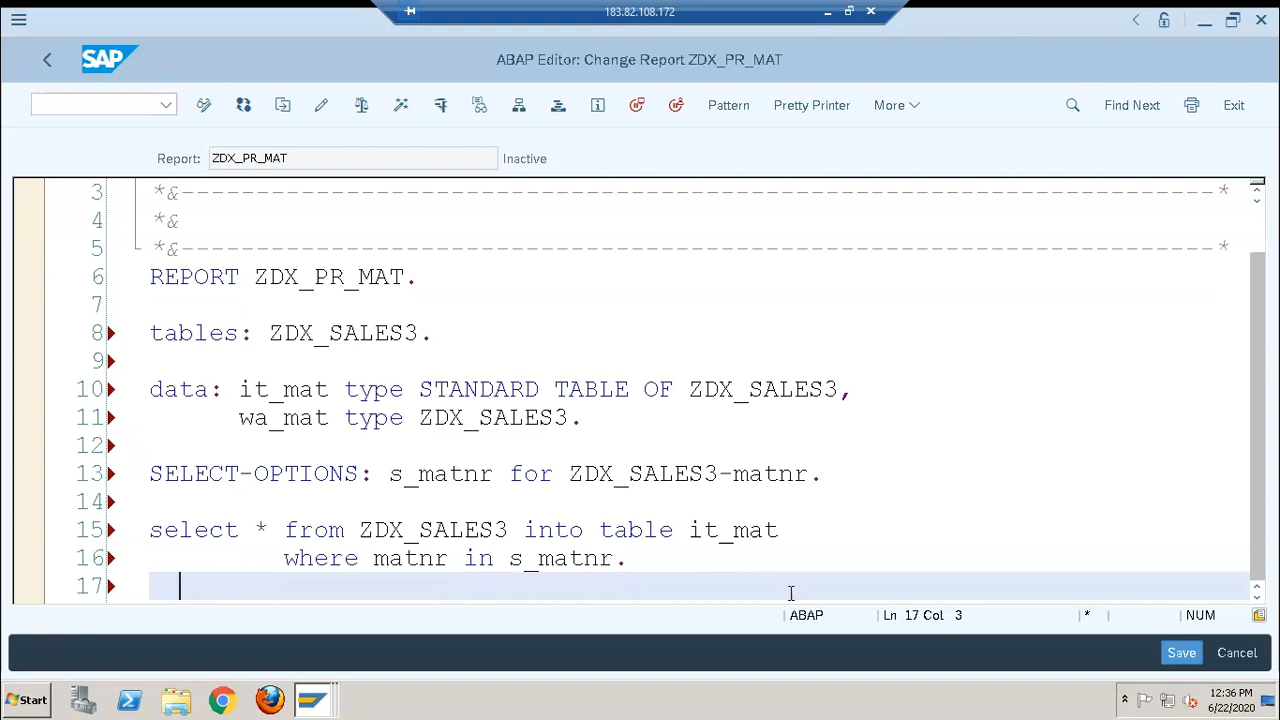 183.82.108.172
SAP
ABAP Editor: Change Report ZDX_PR_MAT
Pattern
Pretty Printer
More
Find Next
Exit
Report:
ZDX_PR_MAT
Inactive
3 *&---------------------------------------------------------------------*
4 *&
5 *&---------------------------------------------------------------------*
6 REPORT ZDX_PR_MAT.
7
8 tables: ZDX_SALES3.
9
10 data: it_mat type STANDARD TABLE OF ZDX_SALES3,
11 wa_mat type ZDX_SALES3.
12
13 SELECT-OPTIONS: s_matnr for ZDX_SALES3-matnr.
14
15 select * from ZDX_SALES3 into table it_mat
16 where matnr in s_matnr.
17
ABAP
Ln 17 Col 3
*
NUM
Save
Cancel
Start
12:36 PM
6/22/2020